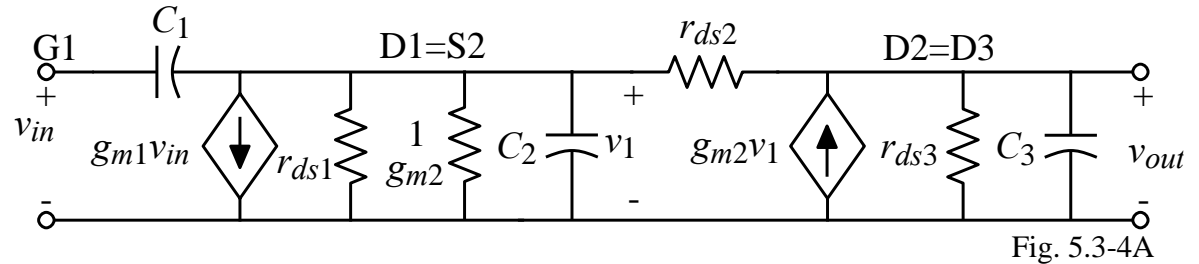 C1
rds2
G1 D1=S2 D2=D3
+ + +
vin gm1vin rds1 1 gm2 C2 v1 gm2v1 rds3 C3 vout
- - -
Fig. 5.3-4A